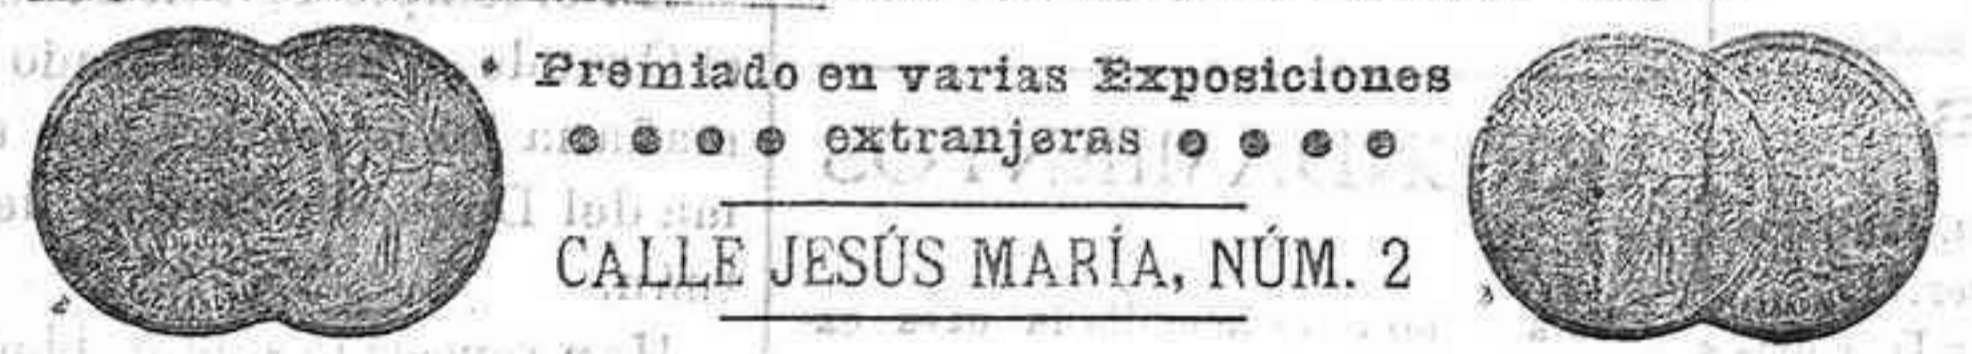 Premiado en varias Exposiciones
extranjeras
CALLE JESÚS MARÍA, NÚM. 2